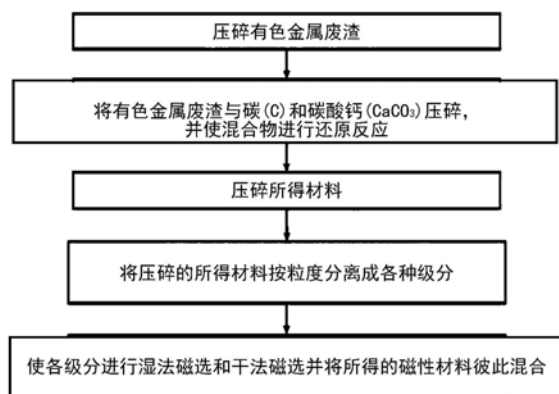 压碎有色金属废渣
将有色金属废渣与碳(C)和碳酸钙(CaCO₃)压碎，
并使混合物进行还原反应
压碎所得材料
将压碎的所得材料按粒度分离成各种级分
使各级分进行湿法磁选和干法磁选并将所得的磁性材料彼此混合